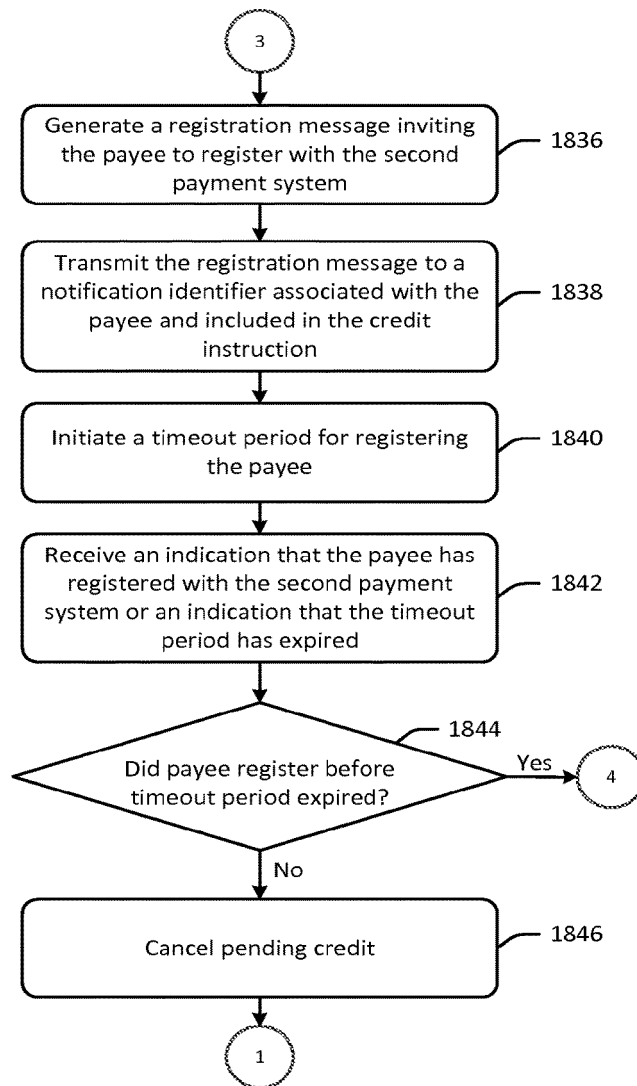 3
Generate a registration message inviting
the payee to register with the second
payment system
1836
Transmit the registration message to a
notification identifier associated with the
payee and included in the credit
instruction
1838
Initiate a timeout period for registering
the payee
1840
Receive an indication that the payee has
registered with the second payment
system or an indication that the timeout
period has expired
1842
1844
Did payee register before
timeout period expired?
Yes
4
No
Cancel pending credit
1846
1